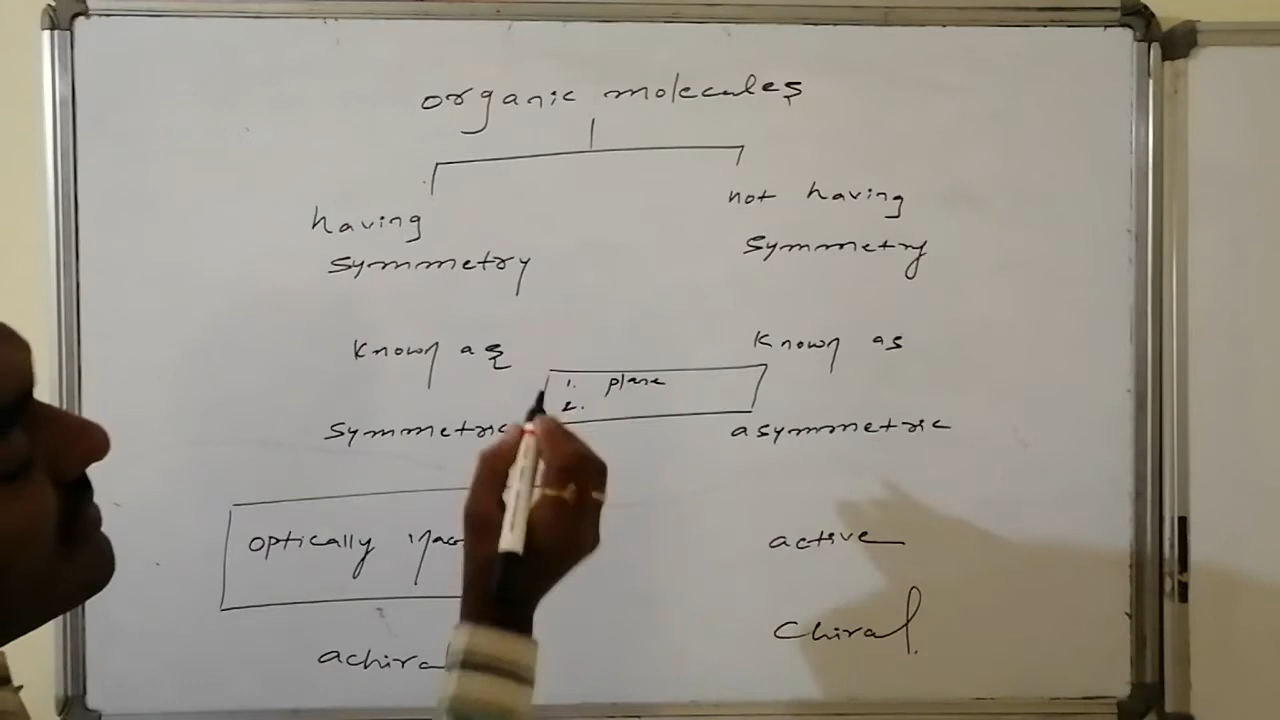 organic molecules
having
symmetry
not having
symmetry
known as
symmetric
known as
asymmetric
1. plane
2.
optically
active
achiral
chiral.